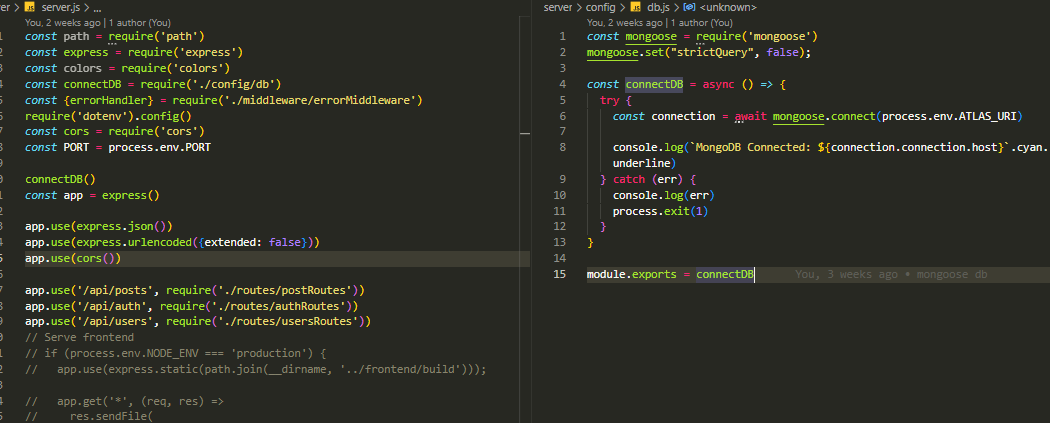 ver > JS server.js > ...
You, 2 weeks ago | 1 author (You)
const path = require('path')
const express = require('express')
const colors = require('colors')
const connectDB = require('./config/db')
const {errorHandler} = require('./middleware/errorMiddleware')
require('dotenv').config()
const cors = require('cors')
const PORT = process.env.PORT
connectDB()
const app = express()
app.use(express.json())
app.use(express.urlencoded({extended: false}))
app.use(cors())
app.use('/api/posts', require('./routes/postRoutes'))
app.use('/api/auth', require('./routes/authRoutes'))
app.use('/api/users', require('./routes/usersRoutes'))
// Serve frontend
// if (process.env.NODE_ENV === 'production') {
//   app.use(express.static(path.join(__dirname, '../frontend/build')));
//   app.get('*', (req, res) =>
//     res.sendFile(
server > config > JS db.js > <unknown>
You, 2 weeks ago | 1 author (You)
1 const mongoose = require('mongoose')
2 mongoose.set("strictQuery", false);
3
4 const connectDB = async () => {
5   try {
6     const connection = await mongoose.connect(process.env.ATLAS_URI)
7
8     console.log(`MongoDB Connected: ${connection.connection.host}`.cyan.
underline)
9   } catch (err) {
10     console.log(err)
11     process.exit(1)
12   }
13 }
14
15 module.exports = connectDB You, 3 weeks ago • mongoose db